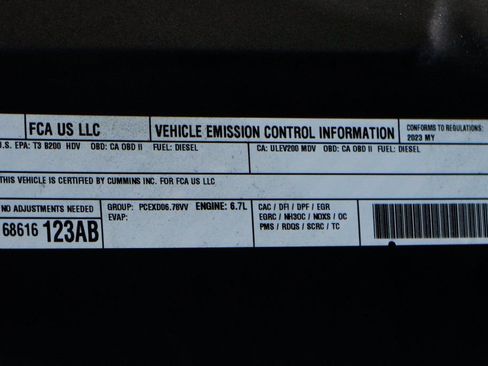 FCA US LLC
VEHICLE EMISSION CONTROL INFORMATION
CONFORMS TO REGULATIONS:
2023 MY
U.S. EPA: T3 B200 HDV OBD: CA OBD II FUEL: DIESEL
CA: ULEV200 MDV OBD: CA OBD II FUEL: DIESEL
THIS VEHICLE IS CERTIFIED BY CUMMINS INC. FOR FCA US LLC
NO ADJUSTMENTS NEEDED
68616 123AB
GROUP: PCEXD06.78VV ENGINE: 6.7L
EVAP:
CAC / DFI / DPF / EGR
EGRC / NH3OC / NOXS / OC
PMS / RDQS / SCRC / TC